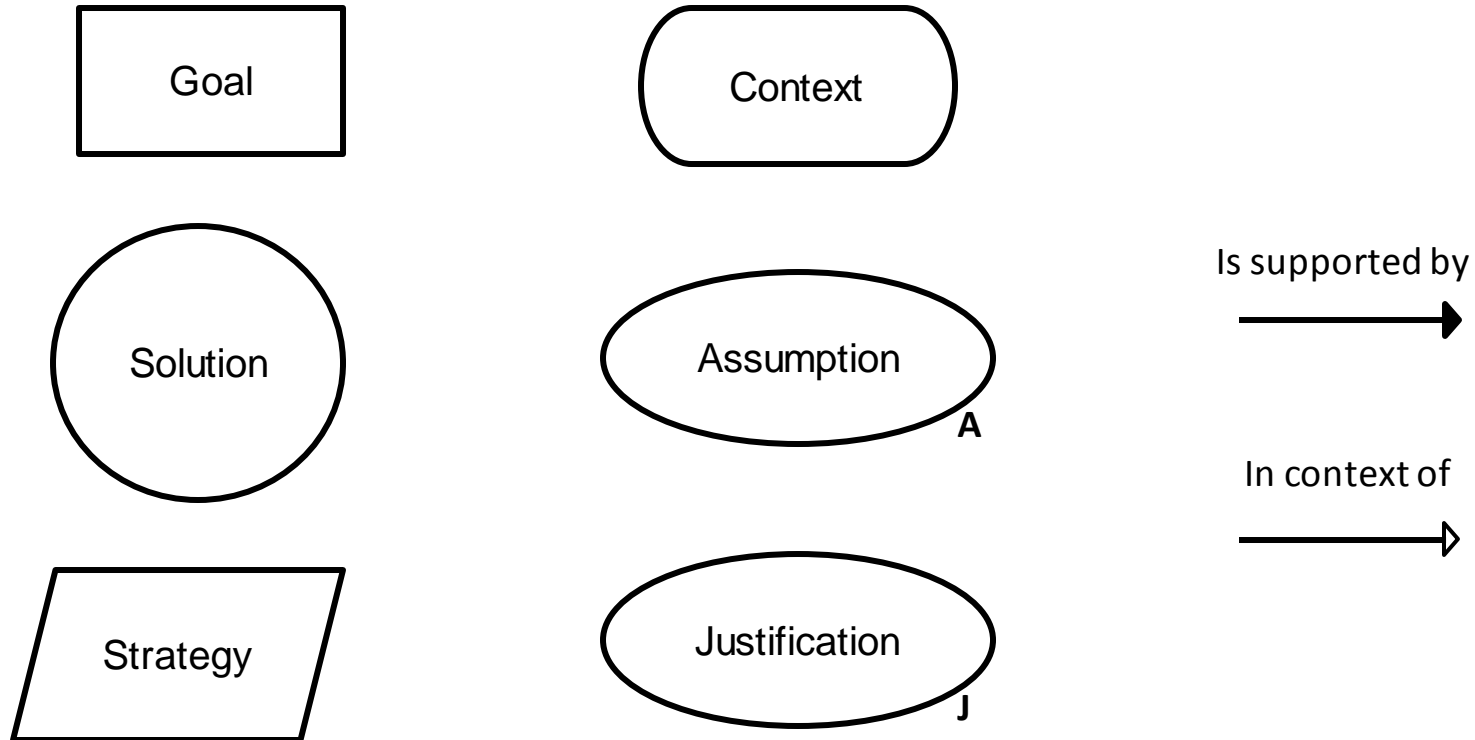 Goal
Context
Solution
Assumption
A
Is supported by
In context of
Strategy
Justification
J